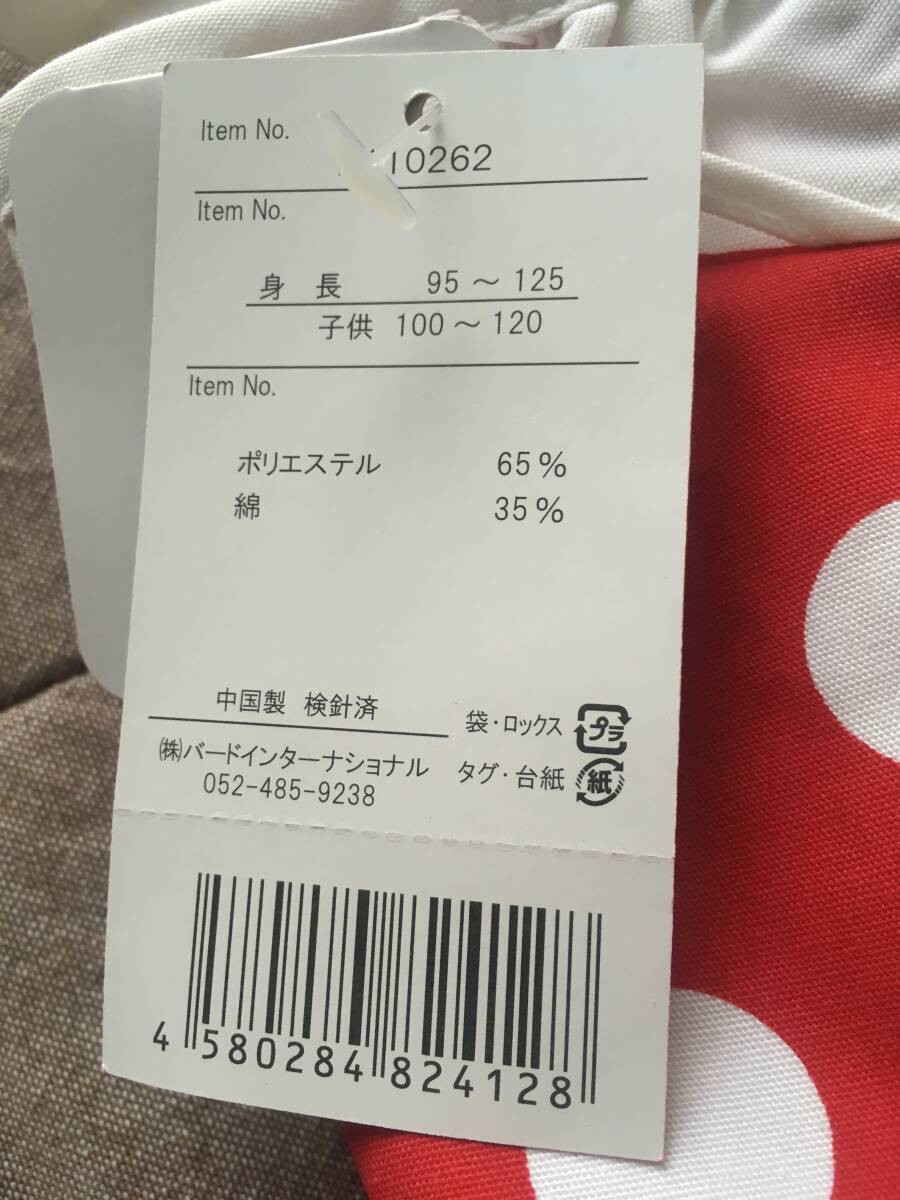 Item No.
110262
Item No.
身 長 95 ～ 125
子供 100 ～ 120
Item No.
ポリエステル 65%
綿 35%
中国製 検針済
㈱バードインターナショナル
052-485-9238
袋・ロックス プラ
タグ・台紙 紙
4 580284 824128